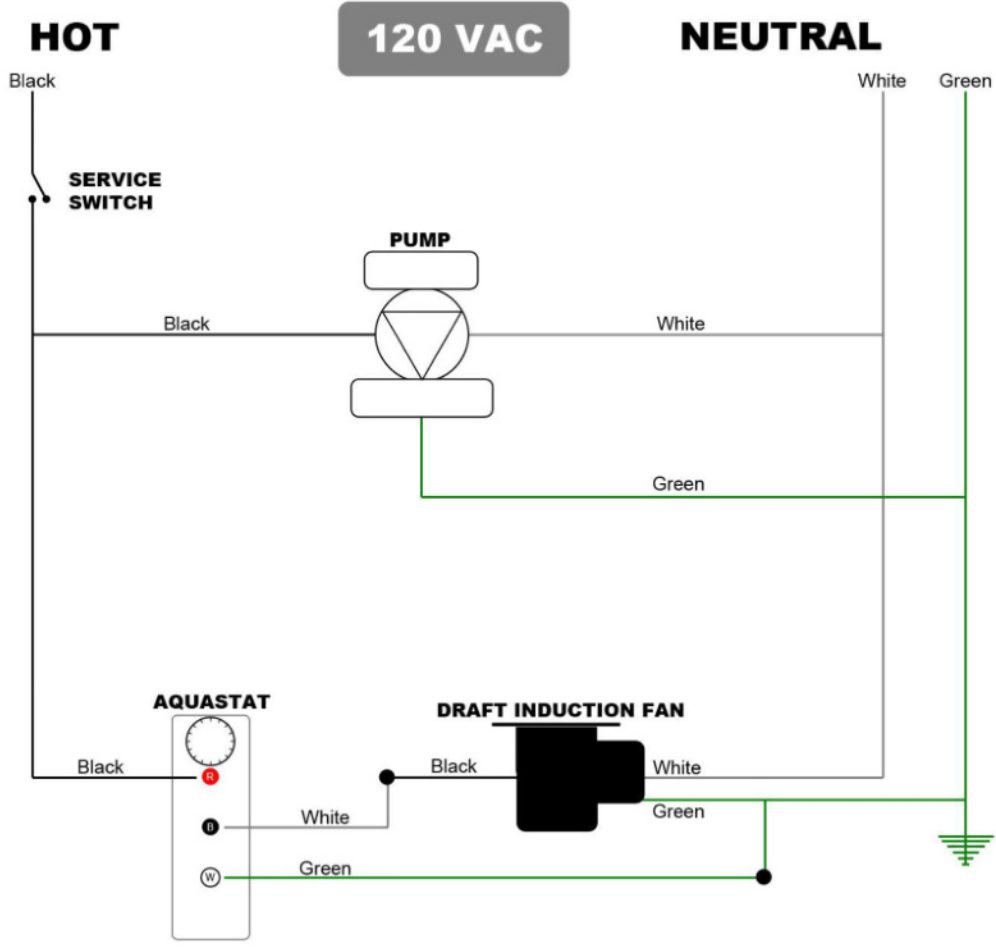 HOT
120 VAC
NEUTRAL
Black
White
Green
SERVICE
SWITCH
PUMP
Black
White
Green
AQUASTAT
DRAFT INDUCTION FAN
Black
R
Black
White
Green
White
B
Green
W